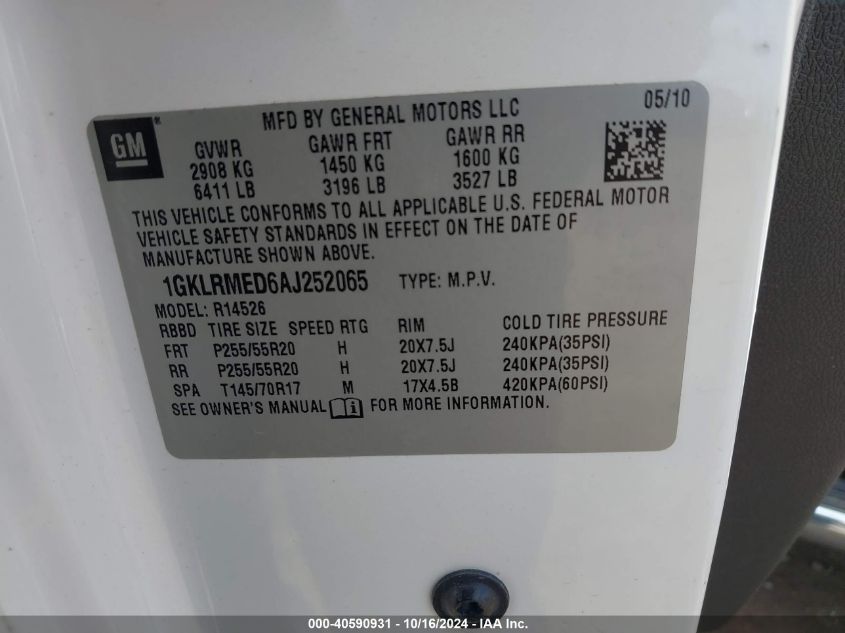 MFD BY GENERAL MOTORS LLC 05/10
GM
GVWR GAWR FRT GAWR RR
2908 KG 1450 KG 1600 KG
6411 LB 3196 LB 3527 LB
THIS VEHICLE CONFORMS TO ALL APPLICABLE U.S. FEDERAL MOTOR
VEHICLE SAFETY STANDARDS IN EFFECT ON THE DATE OF
MANUFACTURE SHOWN ABOVE.
1GKLRMED6AJ252065 TYPE: M.P.V.
MODEL: R14526
RBBD TIRE SIZE SPEED RTG RIM COLD TIRE PRESSURE
FRT P255/55R20 H 20X7.5J 240KPA(35PSI)
RR P255/55R20 H 20X7.5J 240KPA(35PSI)
SPA T145/70R17 M 17X4.5B 420KPA(60PSI)
SEE OWNER'S MANUAL i FOR MORE INFORMATION.
000-40590931 - 10/16/2024 - IAA Inc.